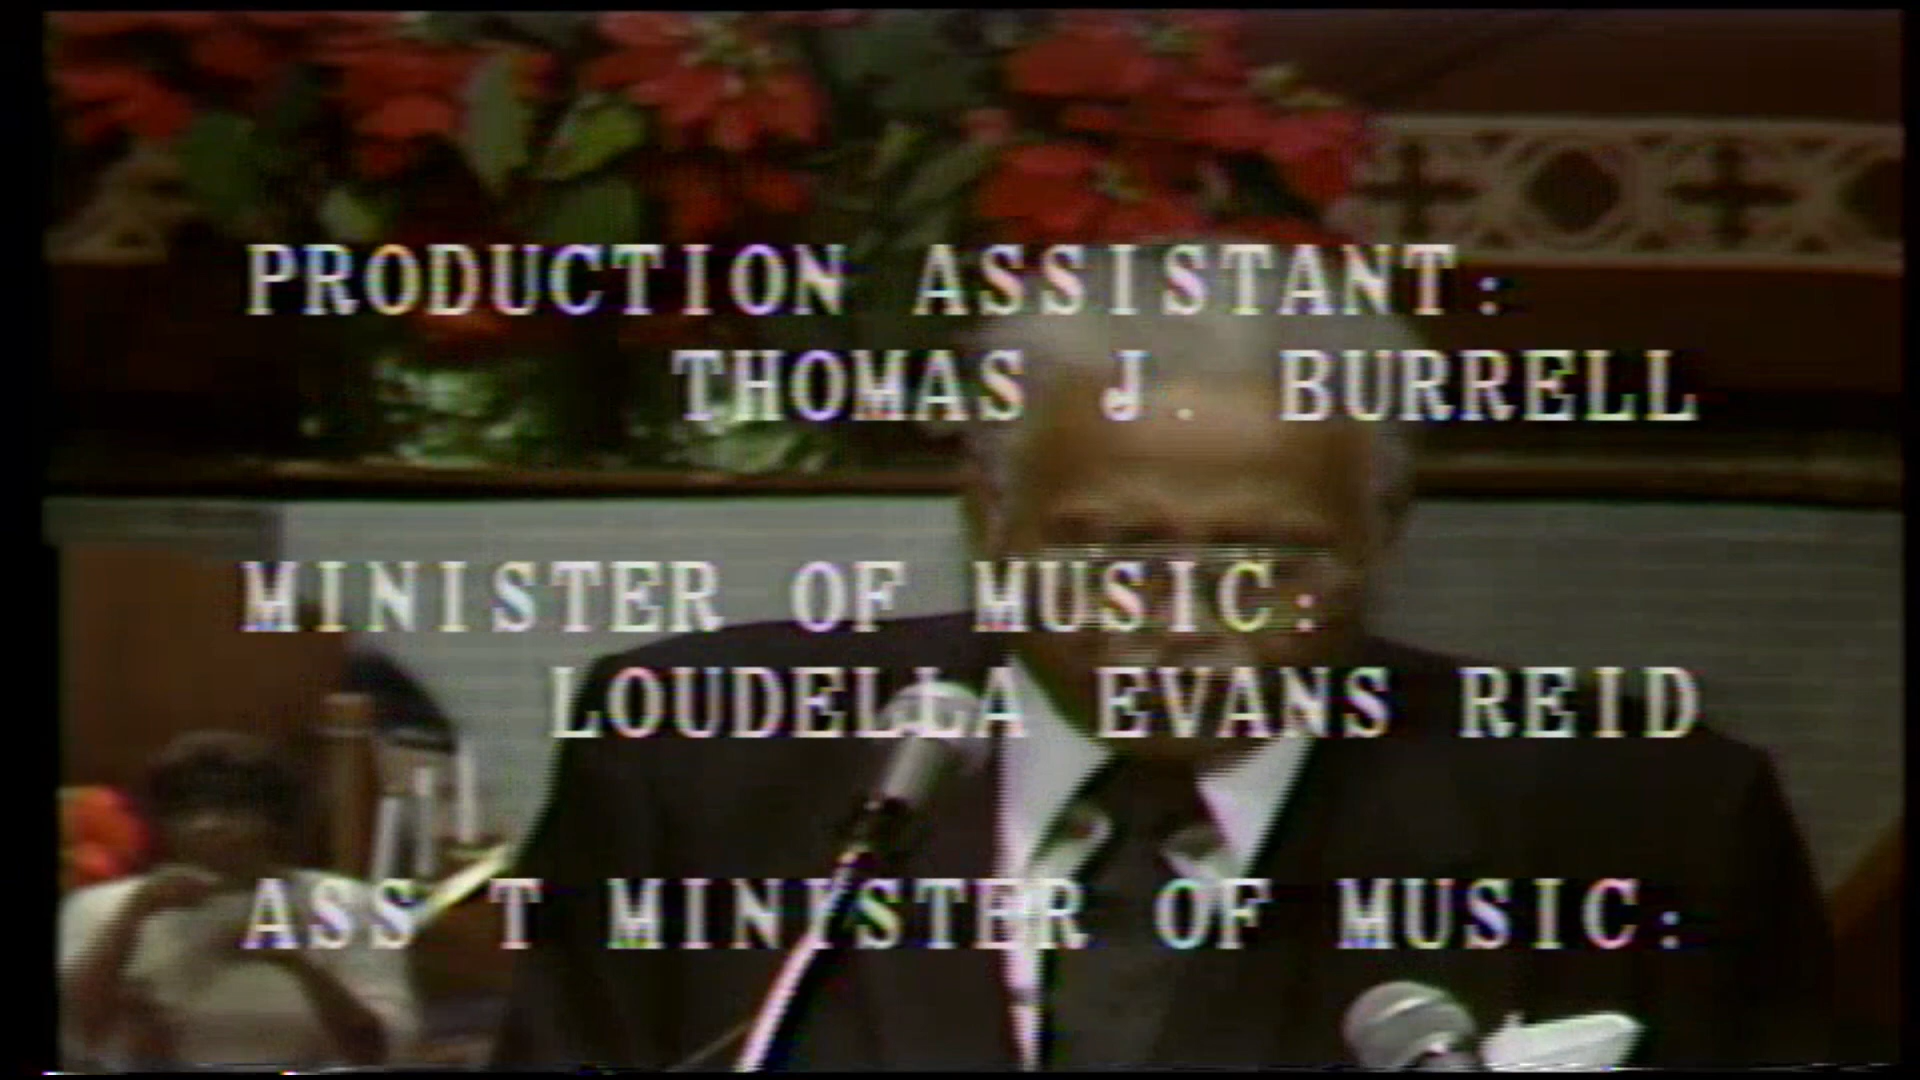 PRODUCTION ASSISTANT:
THOMAS J. BURRELL
MINISTER OF MUSIC:
LOUDELLA EVANS REID
ASS T MINISTER OF MUSIC: